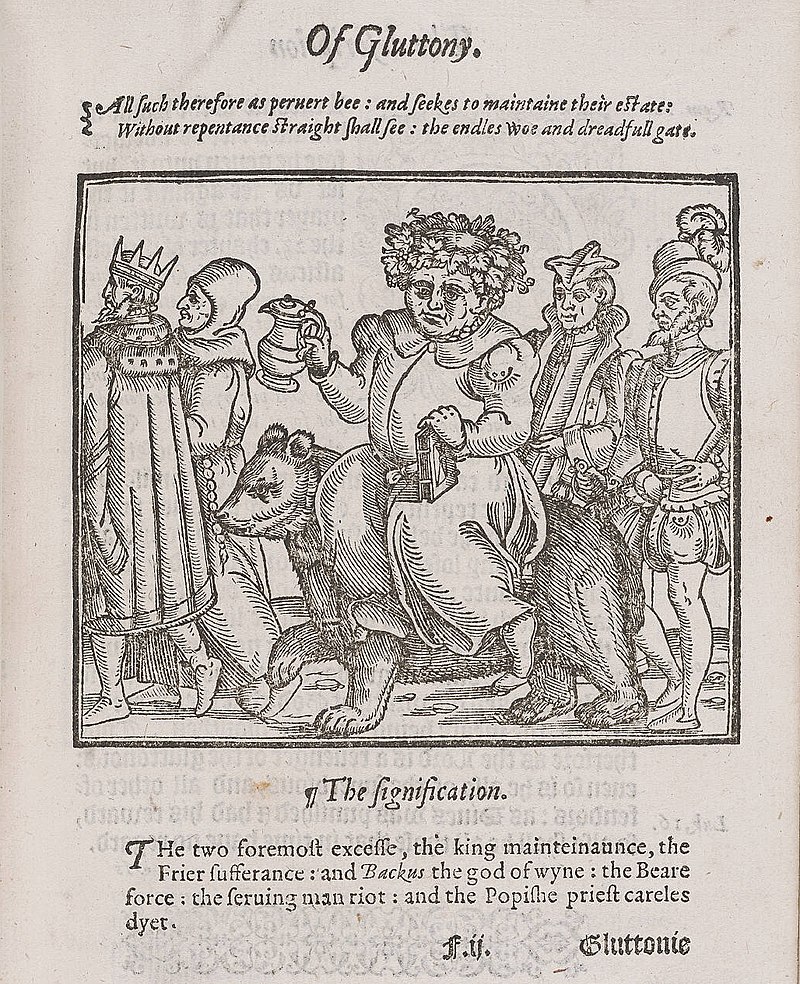 Of Gluttony.
All ſuch therefore as peruert bee : and ſeekes to maintaine their eſtate:
Without repentance ſtraight ſhall ſee : the endles woe and dreadfull gate.
¶ The ſignification.
THe two foremoſt exceſſe, the king mainteinaunce, the
Frier ſufferance : and Backus the god of wyne : the Beare
force : the ſeruing man riot : and the Popiſhe prieſt careles
dyet.
F.ij. Gluttonie